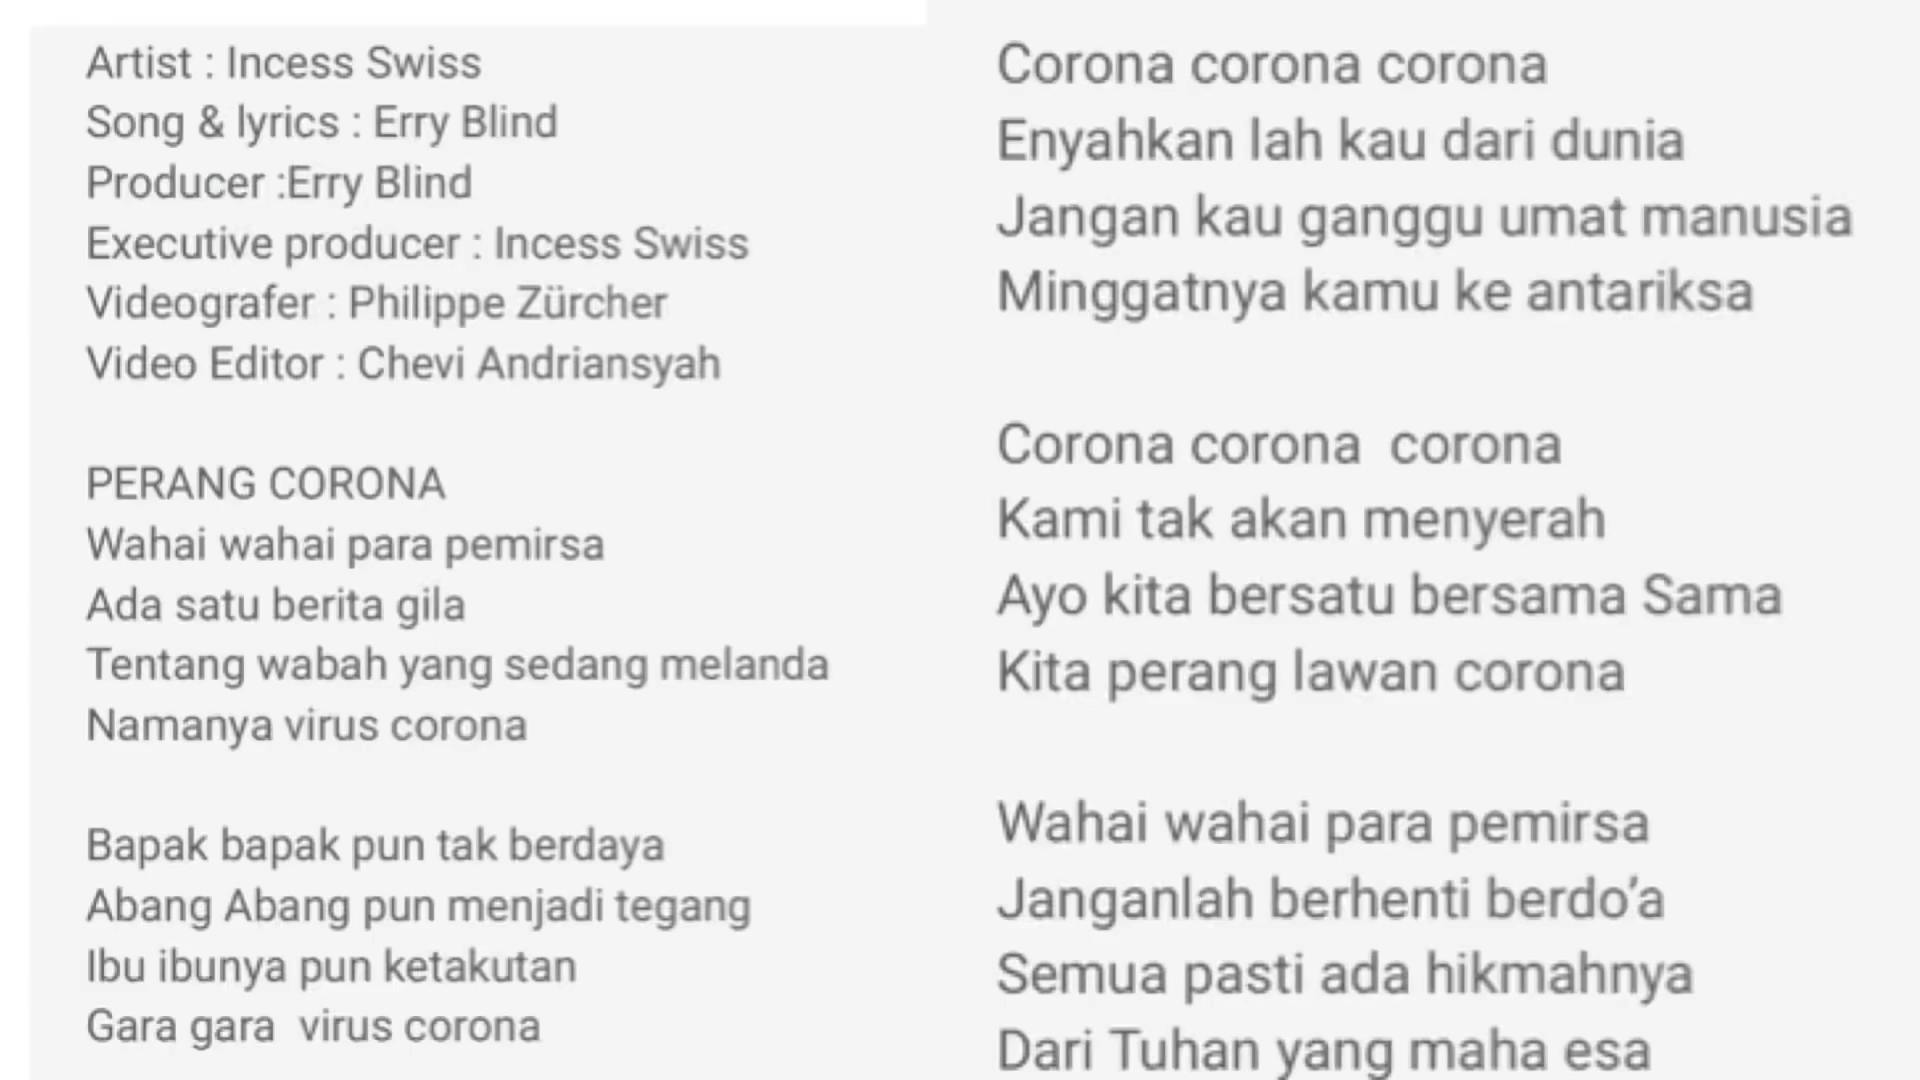 Artist : Incess Swiss
Song & lyrics : Erry Blind
Producer :Erry Blind
Executive producer : Incess Swiss
Videografer : Philippe Zürcher
Video Editor : Chevi Andriansyah
PERANG CORONA
Wahai wahai para pemirsa
Ada satu berita gila
Tentang wabah yang sedang melanda
Namanya virus corona
Bapak bapak pun tak berdaya
Abang Abang pun menjadi tegang
Ibu ibunya pun ketakutan
Gara gara  virus corona
Corona corona corona
Enyahkan lah kau dari dunia
Jangan kau ganggu umat manusia
Minggatnya kamu ke antariksa
Corona corona  corona
Kami tak akan menyerah
Ayo kita bersatu bersama Sama
Kita perang lawan corona
Wahai wahai para pemirsa
Janganlah berhenti berdo’a
Semua pasti ada hikmahnya
Dari Tuhan yang maha esa